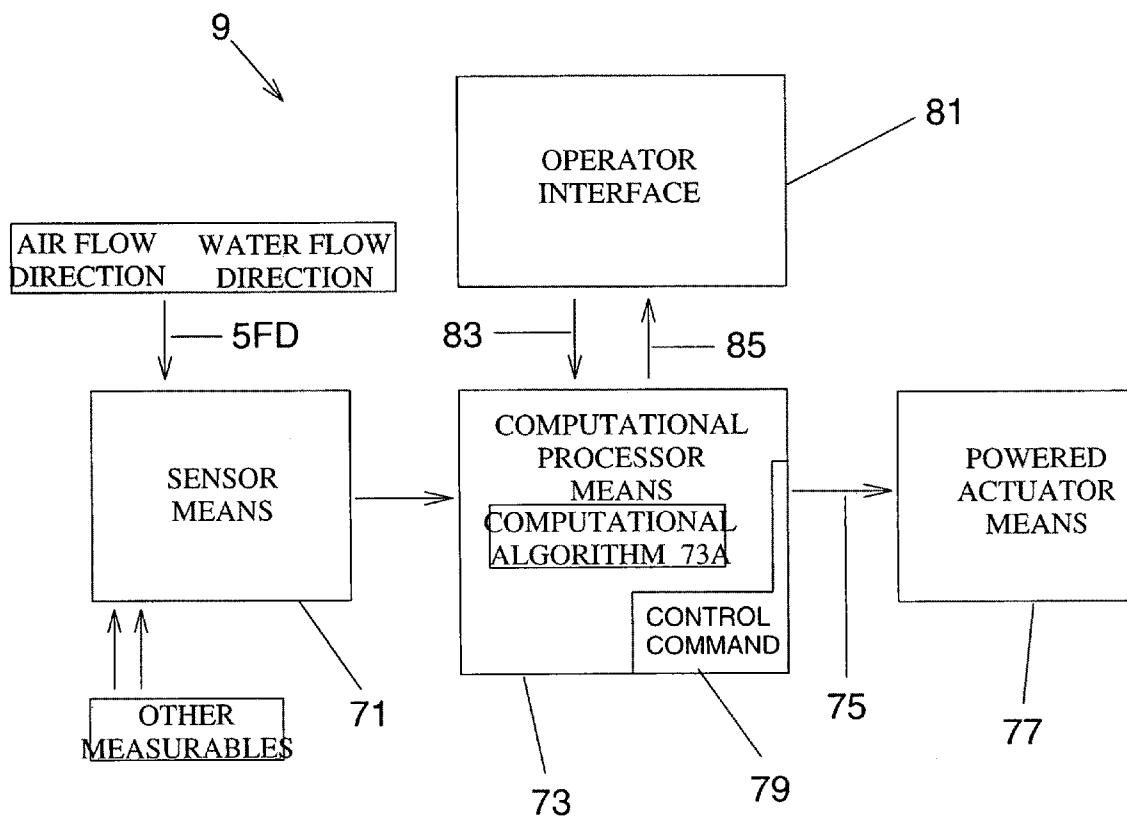 9
81
OPERATOR
INTERFACE
AIR FLOW WATER FLOW
DIRECTION DIRECTION
5FD
83
85
SENSOR
MEANS
COMPUTATIONAL
PROCESSOR
MEANS
COMPUTATIONAL
ALGORITHM 73A
CONTROL
COMMAND
POWERED
ACTUATOR
MEANS
OTHER
MEASURABLES
71
73
79
75
77